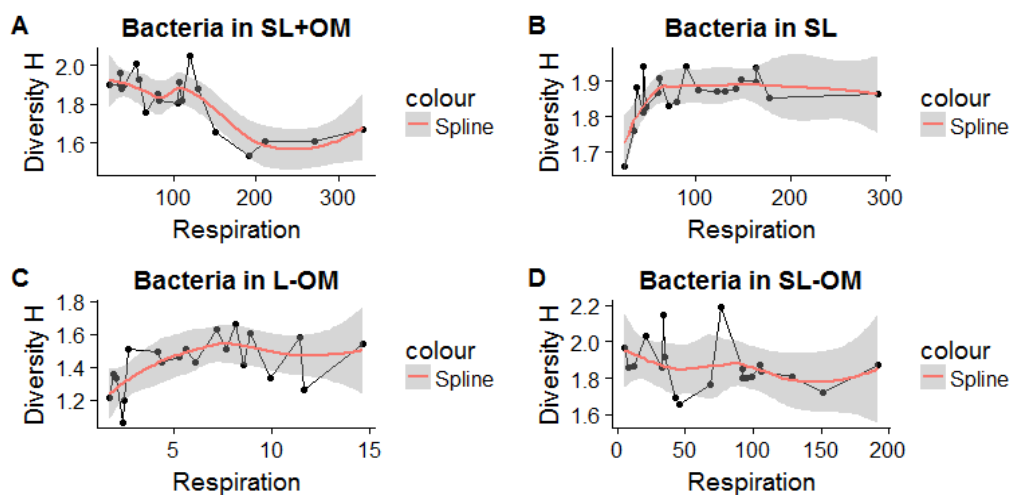 A Bacteria in SL+OM
Diversity H
2.0
1.8
1.6
100 200 300
Respiration
colour
Spline
B Bacteria in SL
Diversity H
1.9
1.8
1.7
100 200 300
Respiration
colour
Spline
C Bacteria in L-OM
Diversity H
1.8
1.6
1.4
1.2
5 10 15
Respiration
colour
Spline
D Bacteria in SL-OM
Diversity H
2.2
2.0
1.8
1.6
0 50 100 150 200
Respiration
colour
Spline